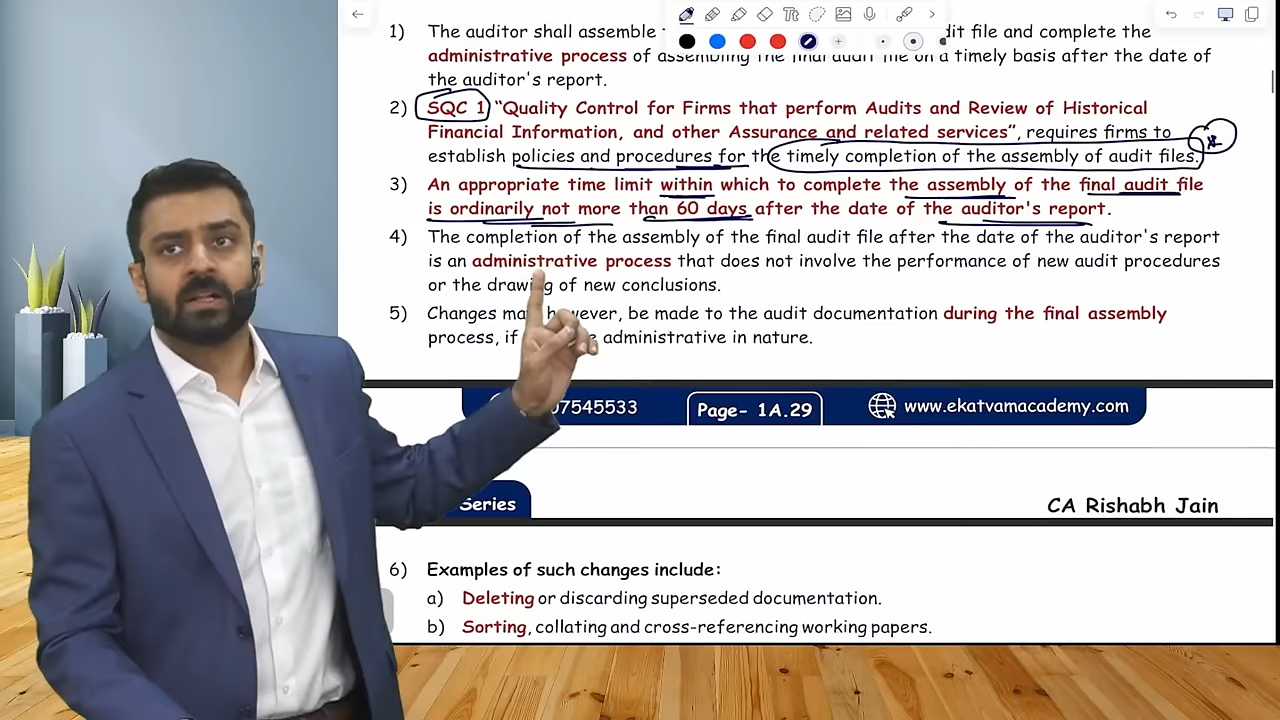 1) The auditor shall assemble dit file and complete the
administrative process of assembling the final audit file on a timely basis after the date of
the auditor's report.
2) SQC 1 “Quality Control for Firms that perform Audits and Review of Historical
Financial Information, and other Assurance and related services”, requires firms to
establish policies and procedures for the timely completion of the assembly of audit files.
3) An appropriate time limit within which to complete the assembly of the final audit file
is ordinarily not more than 60 days after the date of the auditor's report.
4) The completion of the assembly of the final audit file after the date of the auditor's report
is an administrative process that does not involve the performance of new audit procedures
or the drawing of new conclusions.
5) Changes may, however, be made to the audit documentation during the final assembly
process, if administrative in nature.
07545533 Page- 1A.29 www.ekatvamacademy.com
Series CA Rishabh Jain
6) Examples of such changes include:
a) Deleting or discarding superseded documentation.
b) Sorting, collating and cross-referencing working papers.